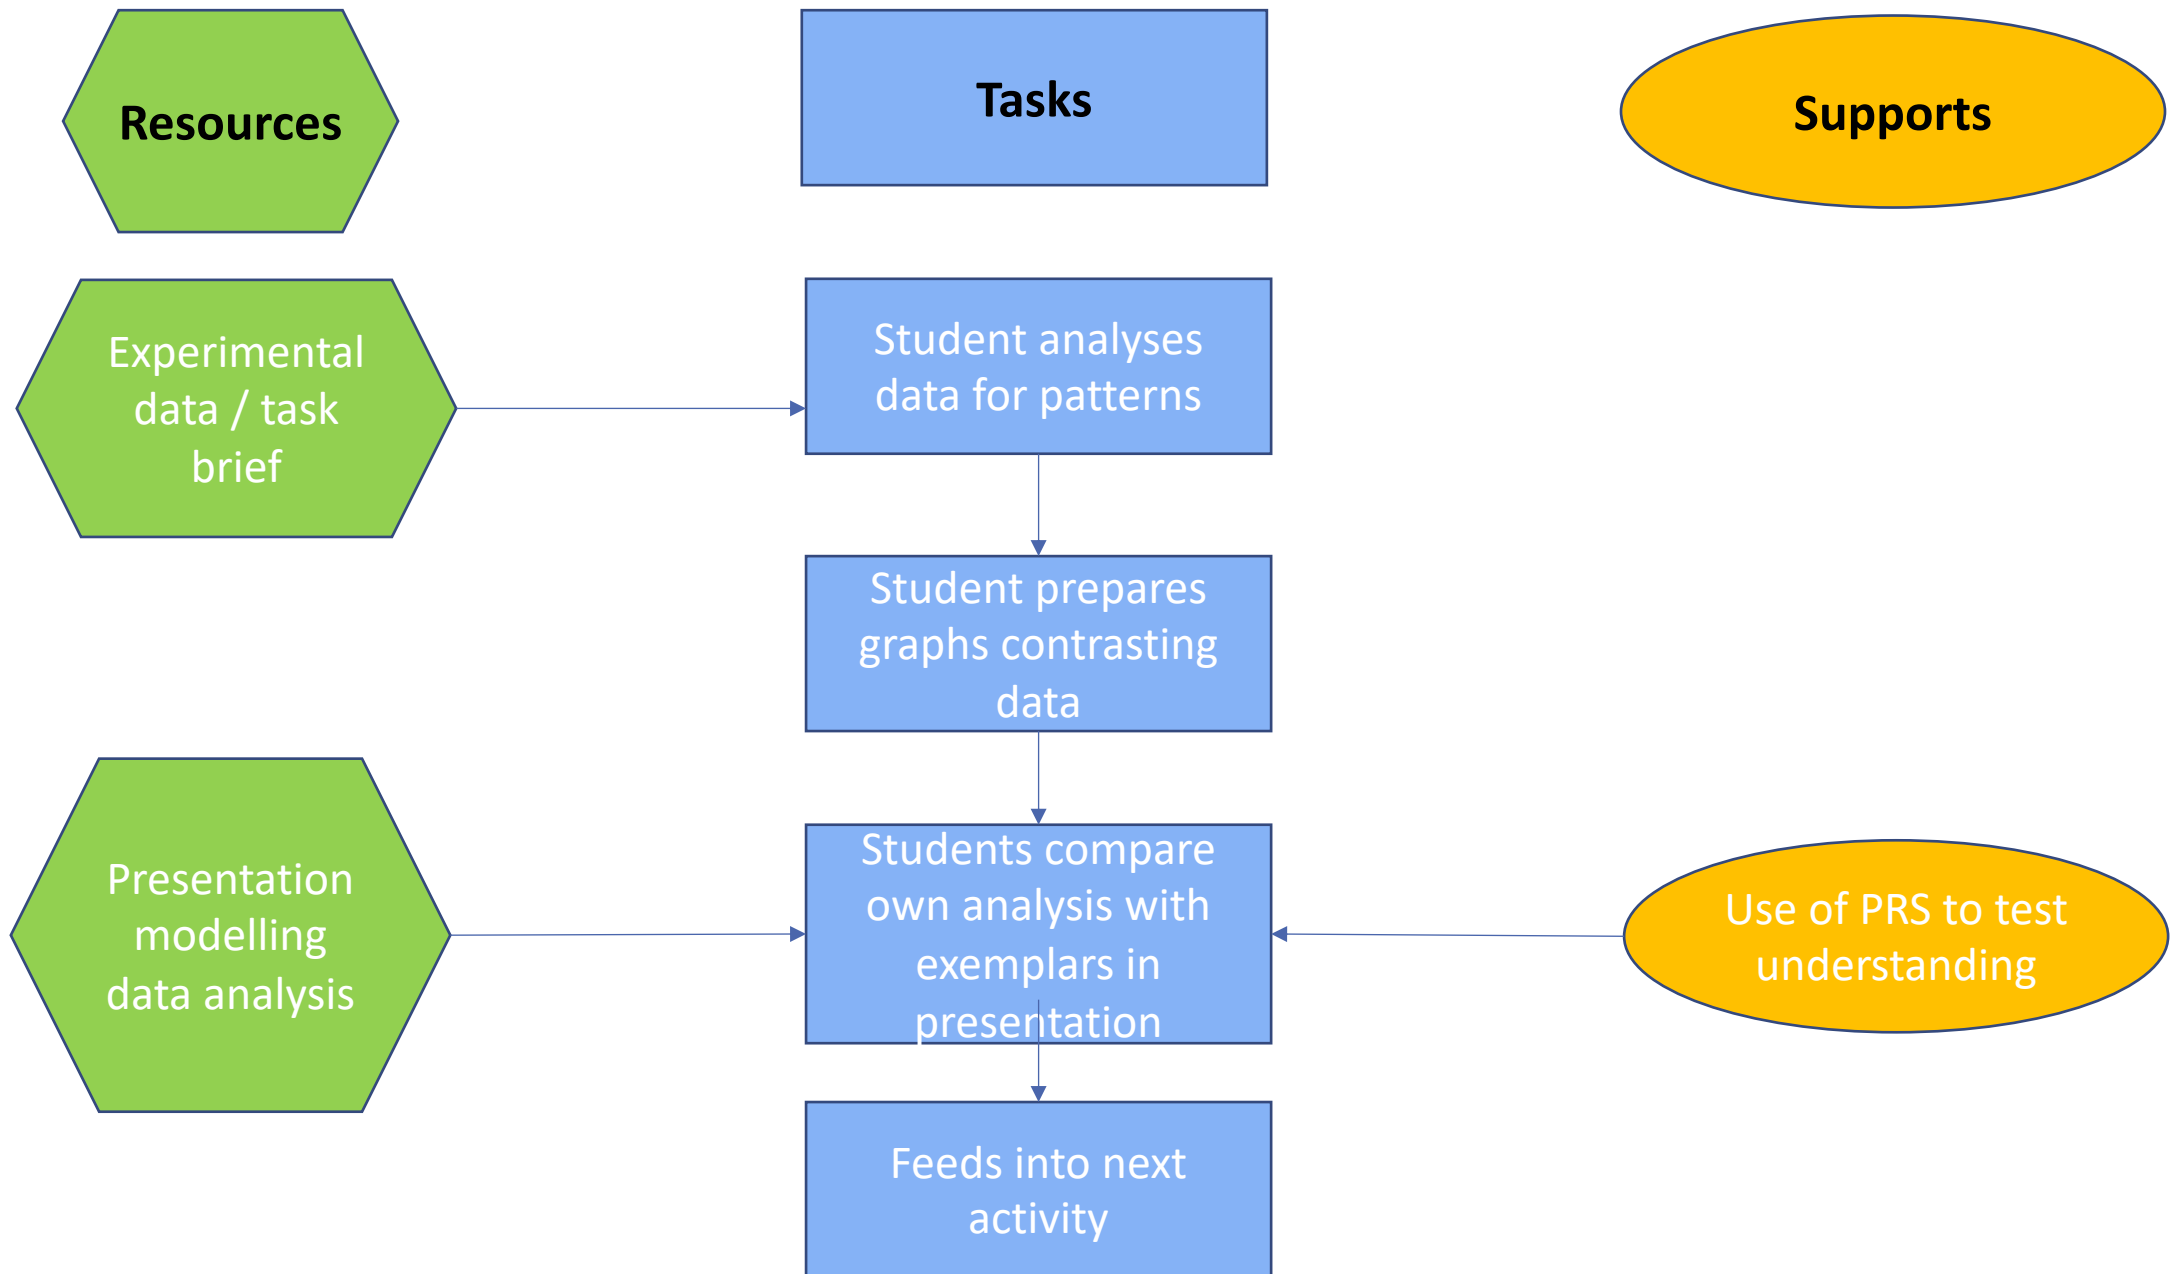 Resources
Tasks
Supports
Experimental
data / task
brief
Student analyses
data for patterns
Student prepares
graphs contrasting
data
Presentation
modelling
data analysis
Students compare
own analysis with
exemplars in
presentation
Use of PRS to test
understanding
Feeds into next
activity